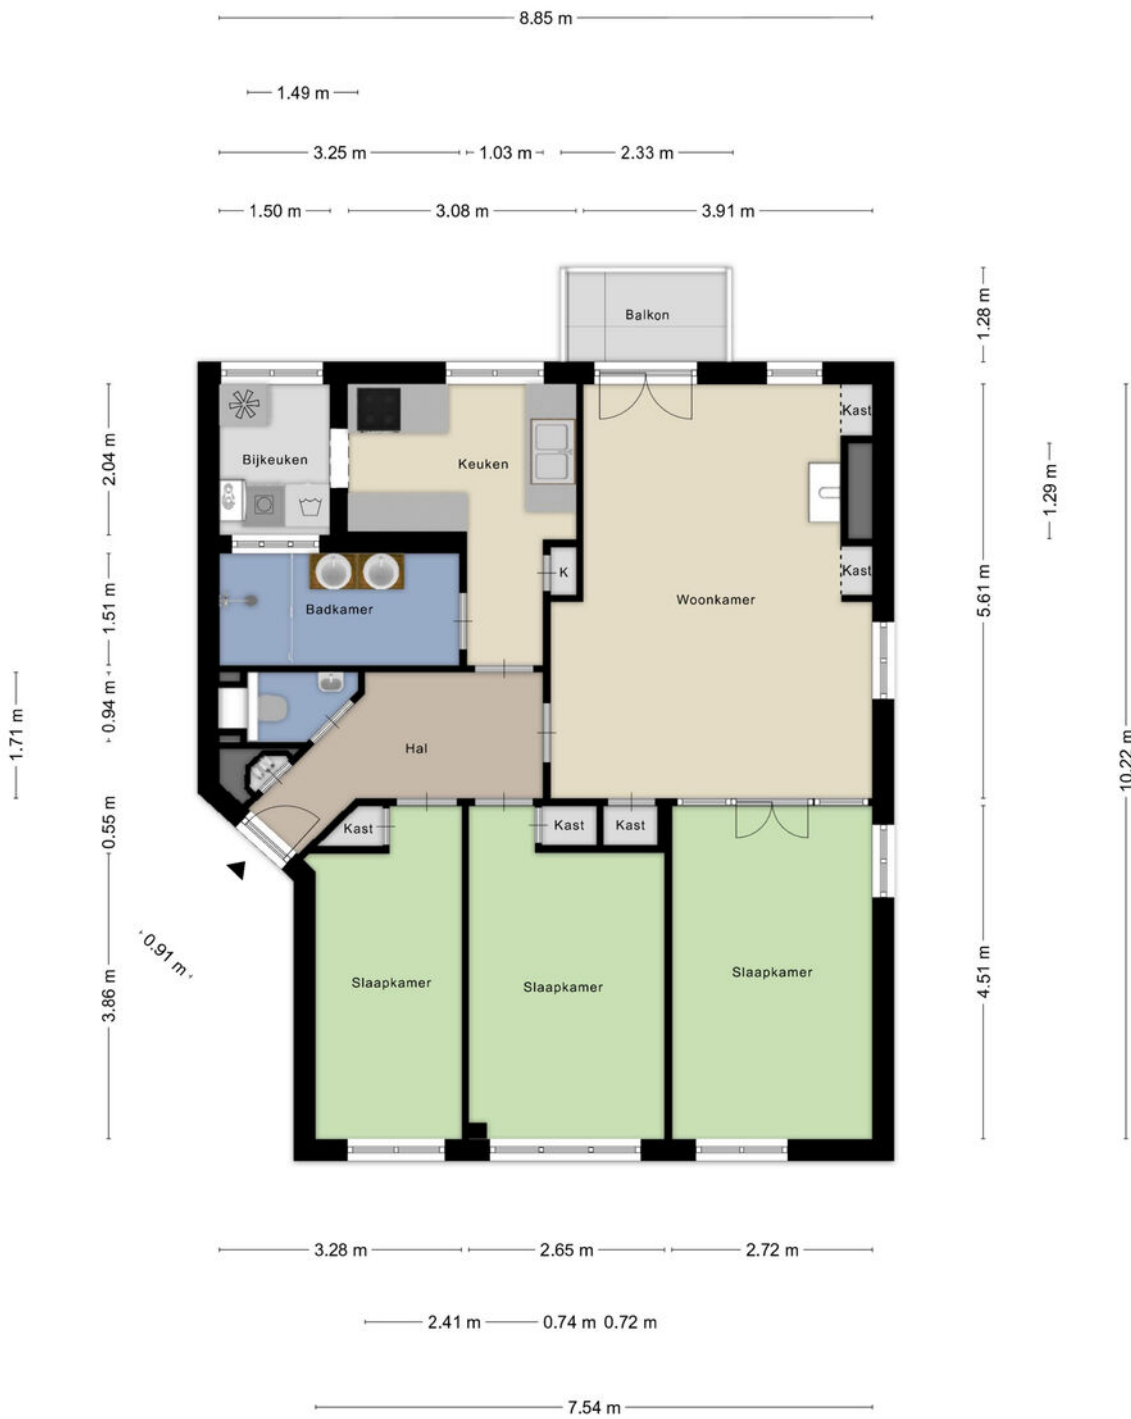 8.85 m
1.49 m
3.25 m
1.03 m
2.33 m
1.50 m
3.08 m
3.91 m
Balkon
1.28 m
Kast
Bijkeuken
Keuken
2.04 m
1.29 m
K
Kast
Woonkamer
Badkamer
1.51 m
5.61 m
0.94 m
1.71 m
Hal
10.22 m
0.55 m
Kast
Kast
Kast
0.91 m
3.86 m
Slaapkamer
Slaapkamer
Slaapkamer
4.51 m
3.28 m
2.65 m
2.72 m
2.41 m
0.74 m
0.72 m
7.54 m